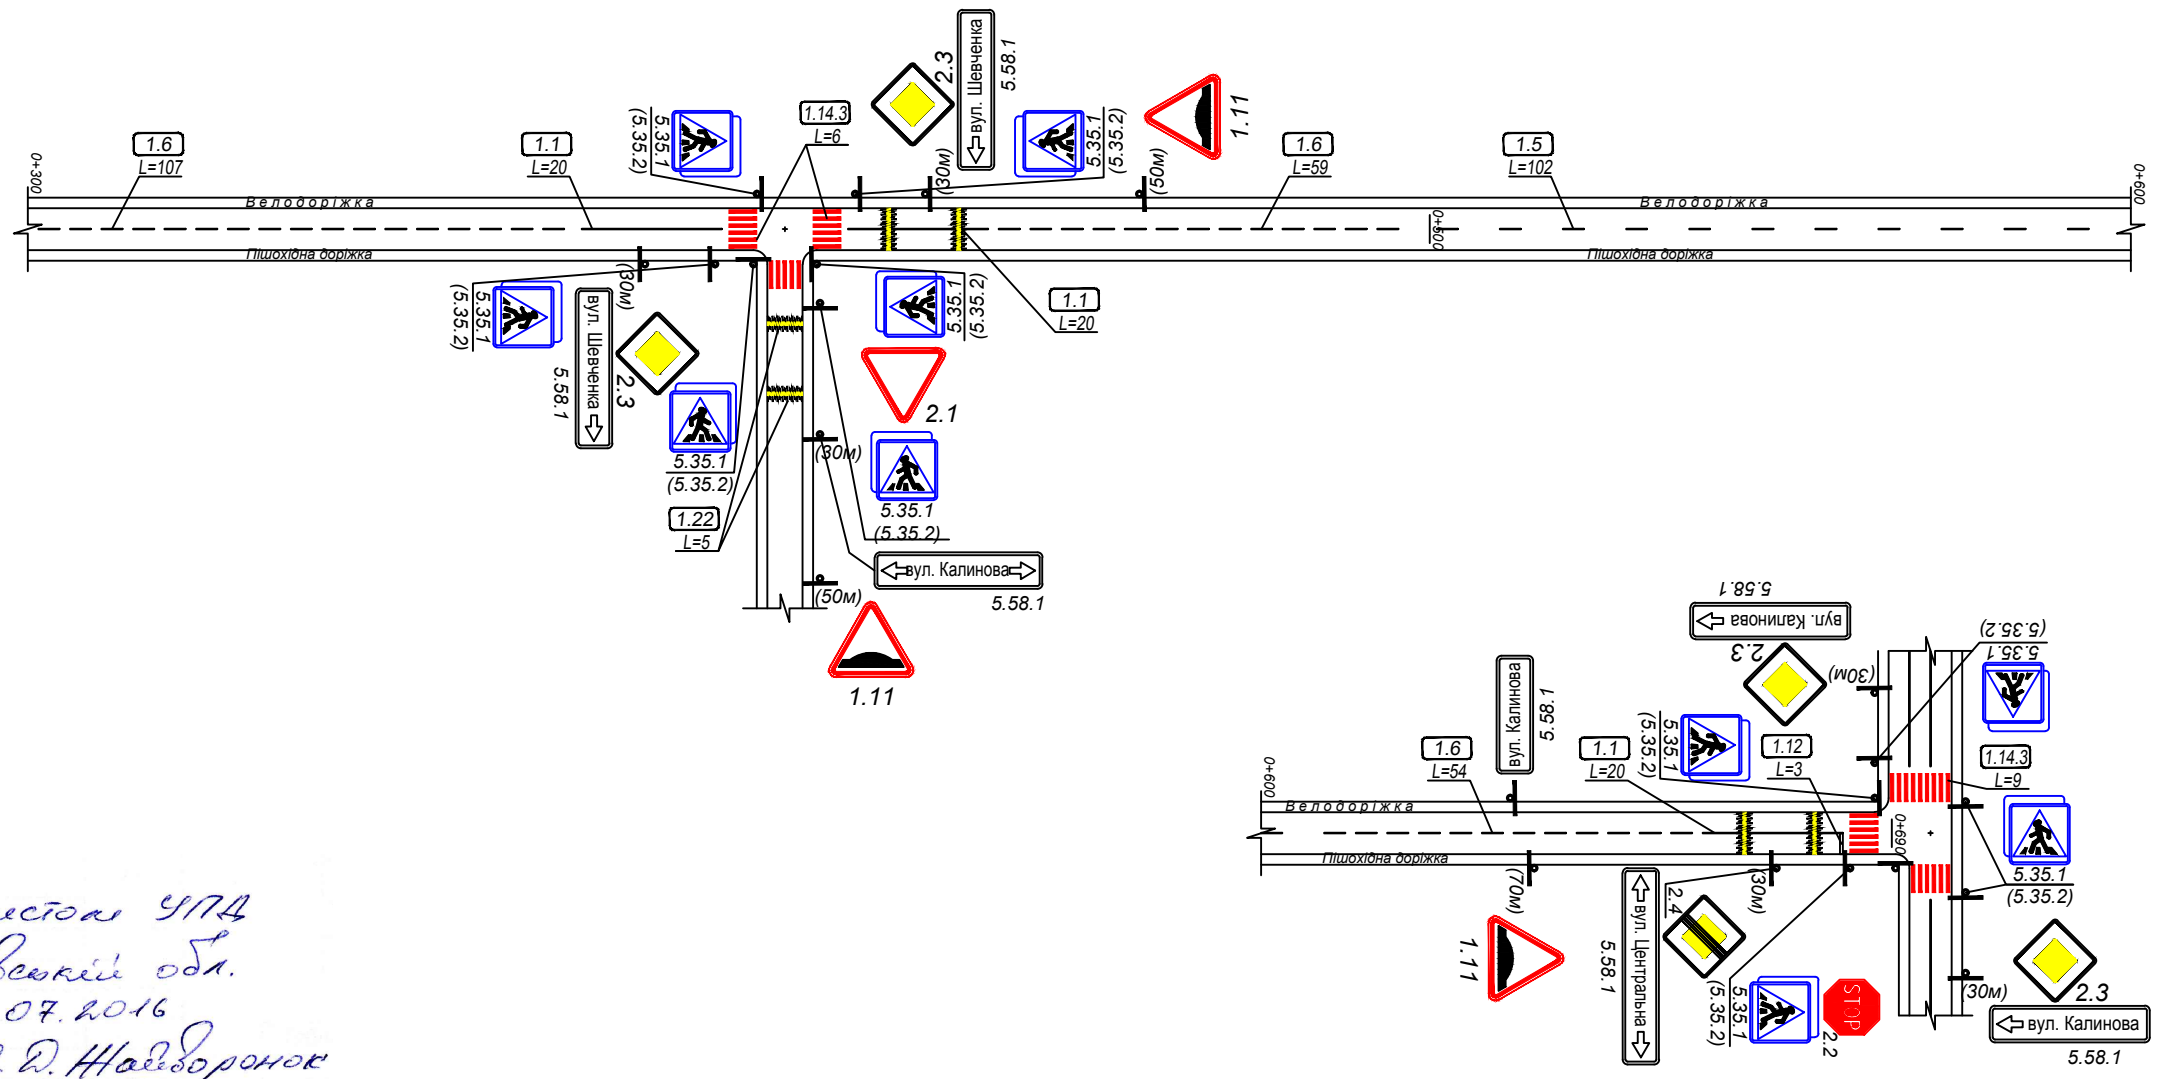 0+300
1.6
L=107
1.1
L=20
5.35.1
(5.35.2)
1.14.3
L=6
2.3
вул. Шевченка
5.58.1
(30м)
5.35.1
(5.35.2)
1.11
(50м)
1.6
L=59
1.5
L=102
0+600
Велодоріжка
Велодоріжка
0+500
Пішохідна доріжка
Пішохідна доріжка
5.35.1
(5.35.2)
(30м)
вул. Шевченка
5.58.1
2.3
5.35.1
(5.35.2)
1.22
L=5
5.35.1
(5.35.2)
1.1
L=20
2.1
(30м)
5.35.1
(5.35.2)
вул. Калинова
5.58.1
(50м)
1.11
5.58.1
вул. Калинова
2.3
(30м)
(5.35.2)
5.35.1
вул. Калинова
5.58.1
0+600
1.6
L=54
1.1
L=20
5.35.1
(5.35.2)
1.12
L=3
1.14.3
L=9
Велодоріжка
0+690
Пішохідна доріжка
(70м)
1.11
вул. Центральна
5.58.1
2.4
(30м)
5.35.1
(5.35.2)
STOP
2.2
5.35.1
(5.35.2)
(30м)
2.3
вул. Калинова
5.58.1
УПД
обл.
07.2016
Д. Жайворонок